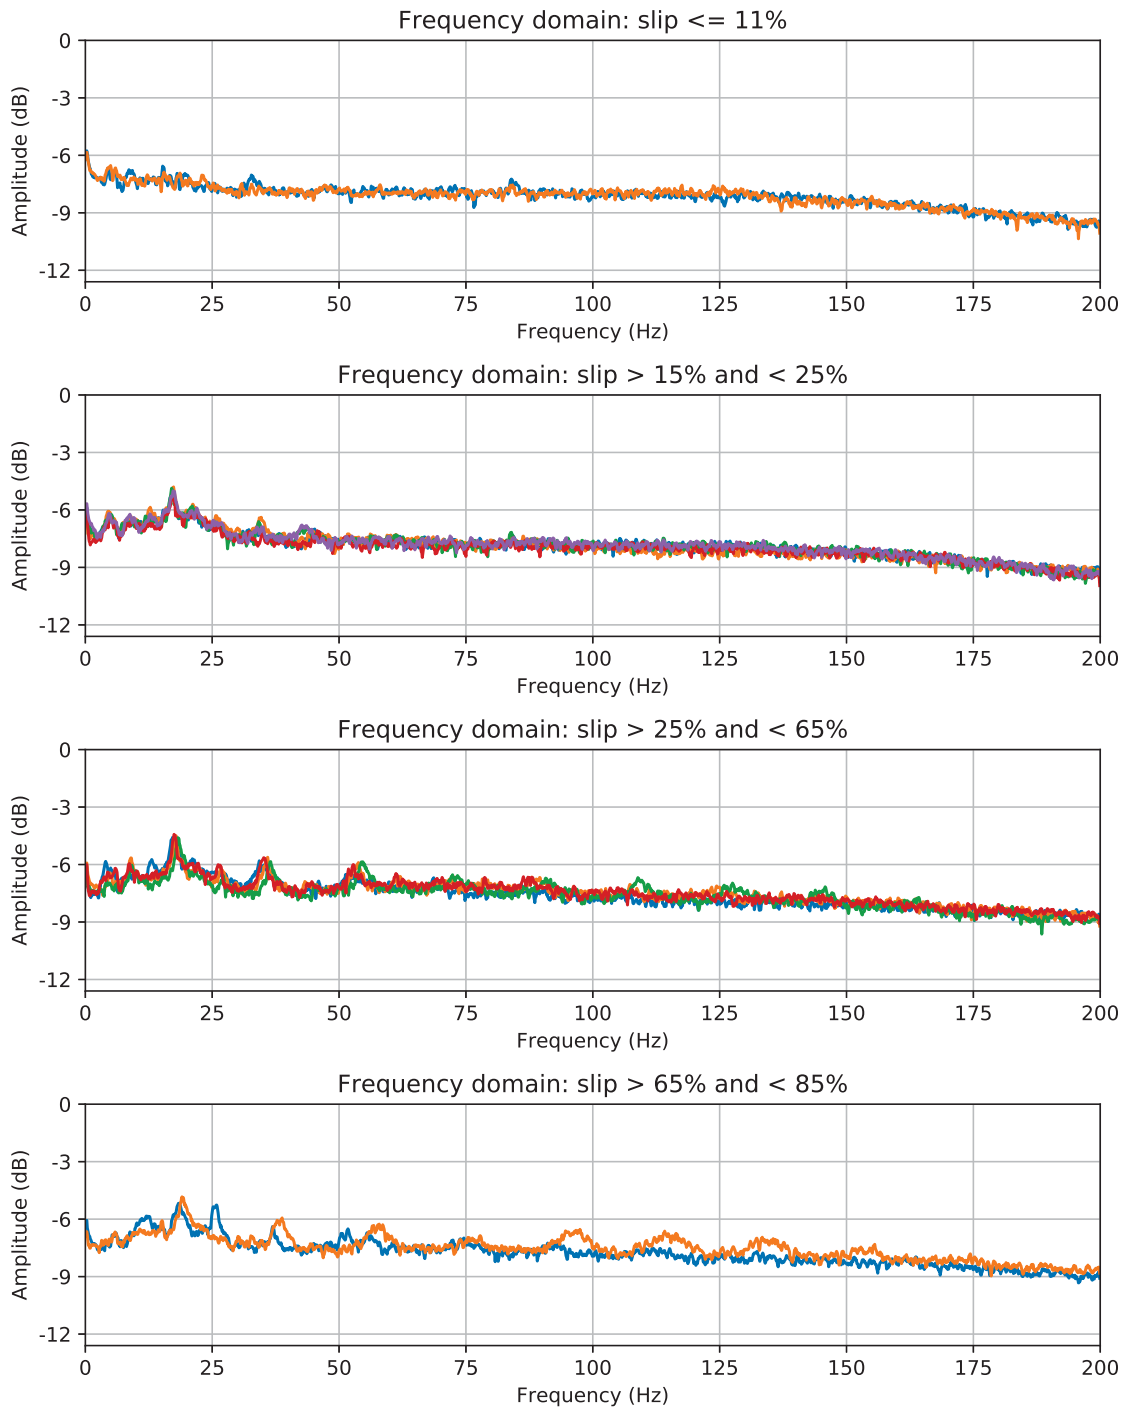 Frequency domain: slip <= 11%
0
-3
-6
-9
-12
Amplitude (dB)
0 25 50 75 100 125 150 175 200
Frequency (Hz)
Frequency domain: slip > 15% and < 25%
0
-3
-6
-9
-12
Amplitude (dB)
0 25 50 75 100 125 150 175 200
Frequency (Hz)
Frequency domain: slip > 25% and < 65%
0
-3
-6
-9
-12
Amplitude (dB)
0 25 50 75 100 125 150 175 200
Frequency (Hz)
Frequency domain: slip > 65% and < 85%
0
-3
-6
-9
-12
Amplitude (dB)
0 25 50 75 100 125 150 175 200
Frequency (Hz)